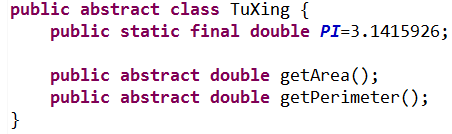 public abstract class TuXing {
    public static final double PI=3.1415926;
    public abstract double getArea();
    public abstract double getPerimeter();
}